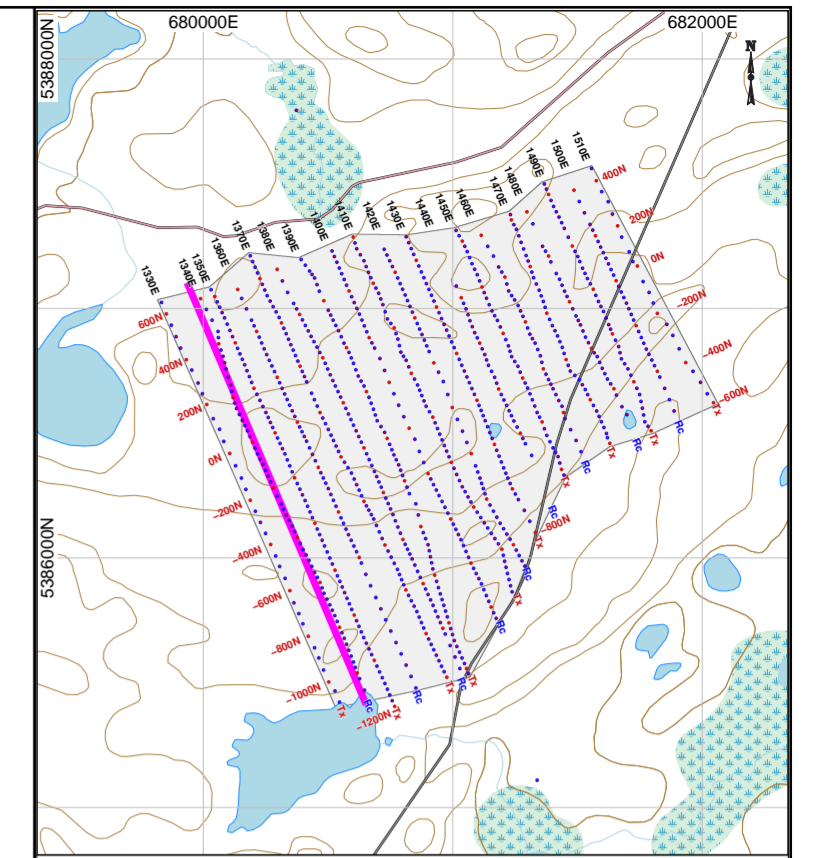 680000E
682000E
5388000N
N
1510E
1500E
1490E
1480E
1470E
1460E
1450E
1440E
1430E
1420E
1410E
1400E
1390E
1380E
1370E
1360E
1350E
1340E
1330E
400N
200N
0N
-200N
-400N
-600N
600N
400N
200N
0N
-200N
-400N
-600N
-800N
-1000N
-1200N
-800N
5386000N
Tx
Rc
Tx
Rc
Tx
Rc
Tx
Rc
Tx
Rc
Tx
Rc
Tx
Rc
Tx
Rc
Tx
Rc
Tx